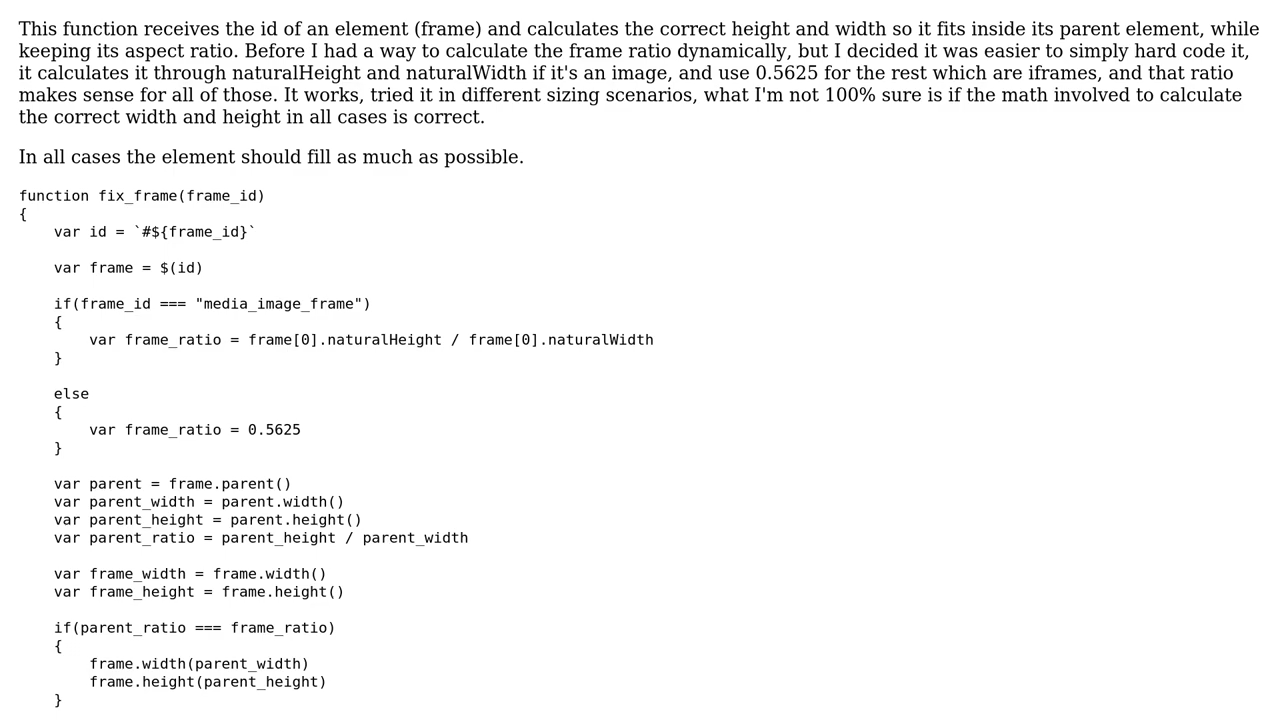 This function receives the id of an element (frame) and calculates the correct height and width so it fits inside its parent element, while
keeping its aspect ratio. Before I had a way to calculate the frame ratio dynamically, but I decided it was easier to simply hard code it,
it calculates it through naturalHeight and naturalWidth if it's an image, and use 0.5625 for the rest which are iframes, and that ratio
makes sense for all of those. It works, tried it in different sizing scenarios, what I'm not 100% sure is if the math involved to calculate
the correct width and height in all cases is correct.
In all cases the element should fill as much as possible.
function fix_frame(frame_id)
{
    var id = `#${frame_id}`
    var frame = $(id)
    if(frame_id === "media_image_frame")
    {
        var frame_ratio = frame[0].naturalHeight / frame[0].naturalWidth
    }
    else
    {
        var frame_ratio = 0.5625
    }
    var parent = frame.parent()
    var parent_width = parent.width()
    var parent_height = parent.height()
    var parent_ratio = parent_height / parent_width
    var frame_width = frame.width()
    var frame_height = frame.height()
    if(parent_ratio === frame_ratio)
    {
        frame.width(parent_width)
        frame.height(parent_height)
    }